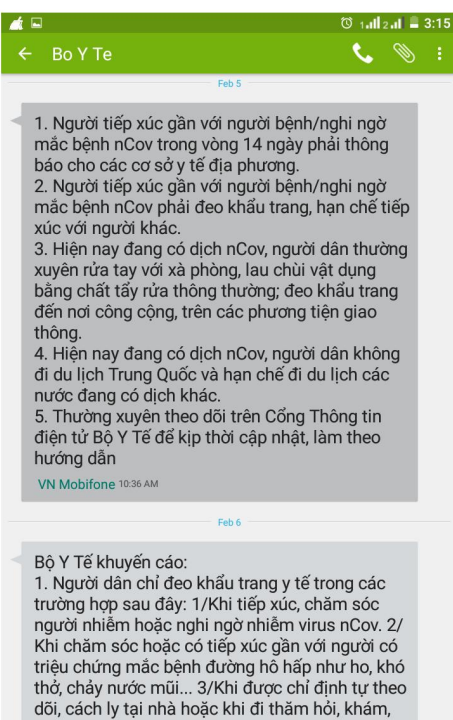 1 2 3:15
Bo Y Te
Feb 5
1. Người tiếp xúc gần với người bệnh/nghi ngờ
mắc bệnh nCov trong vòng 14 ngày phải thông
báo cho các cơ sở y tế địa phương.
2. Người tiếp xúc gần với người bệnh/nghi ngờ
mắc bệnh nCov phải đeo khẩu trang, hạn chế tiếp
xúc với người khác.
3. Hiện nay đang có dịch nCov, người dân thường
xuyên rửa tay với xà phòng, lau chùi vật dụng
bằng chất tẩy rửa thông thường; đeo khẩu trang
đến nơi công cộng, trên các phương tiện giao
thông.
4. Hiện nay đang có dịch nCov, người dân không
đi du lịch Trung Quốc và hạn chế đi du lịch các
nước đang có dịch khác.
5. Thường xuyên theo dõi trên Cổng Thông tin
điện tử Bộ Y Tế để kịp thời cập nhật, làm theo
hướng dẫn
VN Mobifone 10:36 AM
Feb 6
Bộ Y Tế khuyến cáo:
1. Người dân chỉ đeo khẩu trang y tế trong các
trường hợp sau đây: 1/Khi tiếp xúc, chăm sóc
người nhiễm hoặc nghi ngờ nhiễm virus nCov. 2/
Khi chăm sóc hoặc có tiếp xúc gần với người có
triệu chứng mắc bệnh đường hô hấp như ho, khó
thở, chảy nước mũi... 3/Khi được chỉ định tự theo
dõi, cách ly tại nhà hoặc khi đi thăm hỏi, khám,